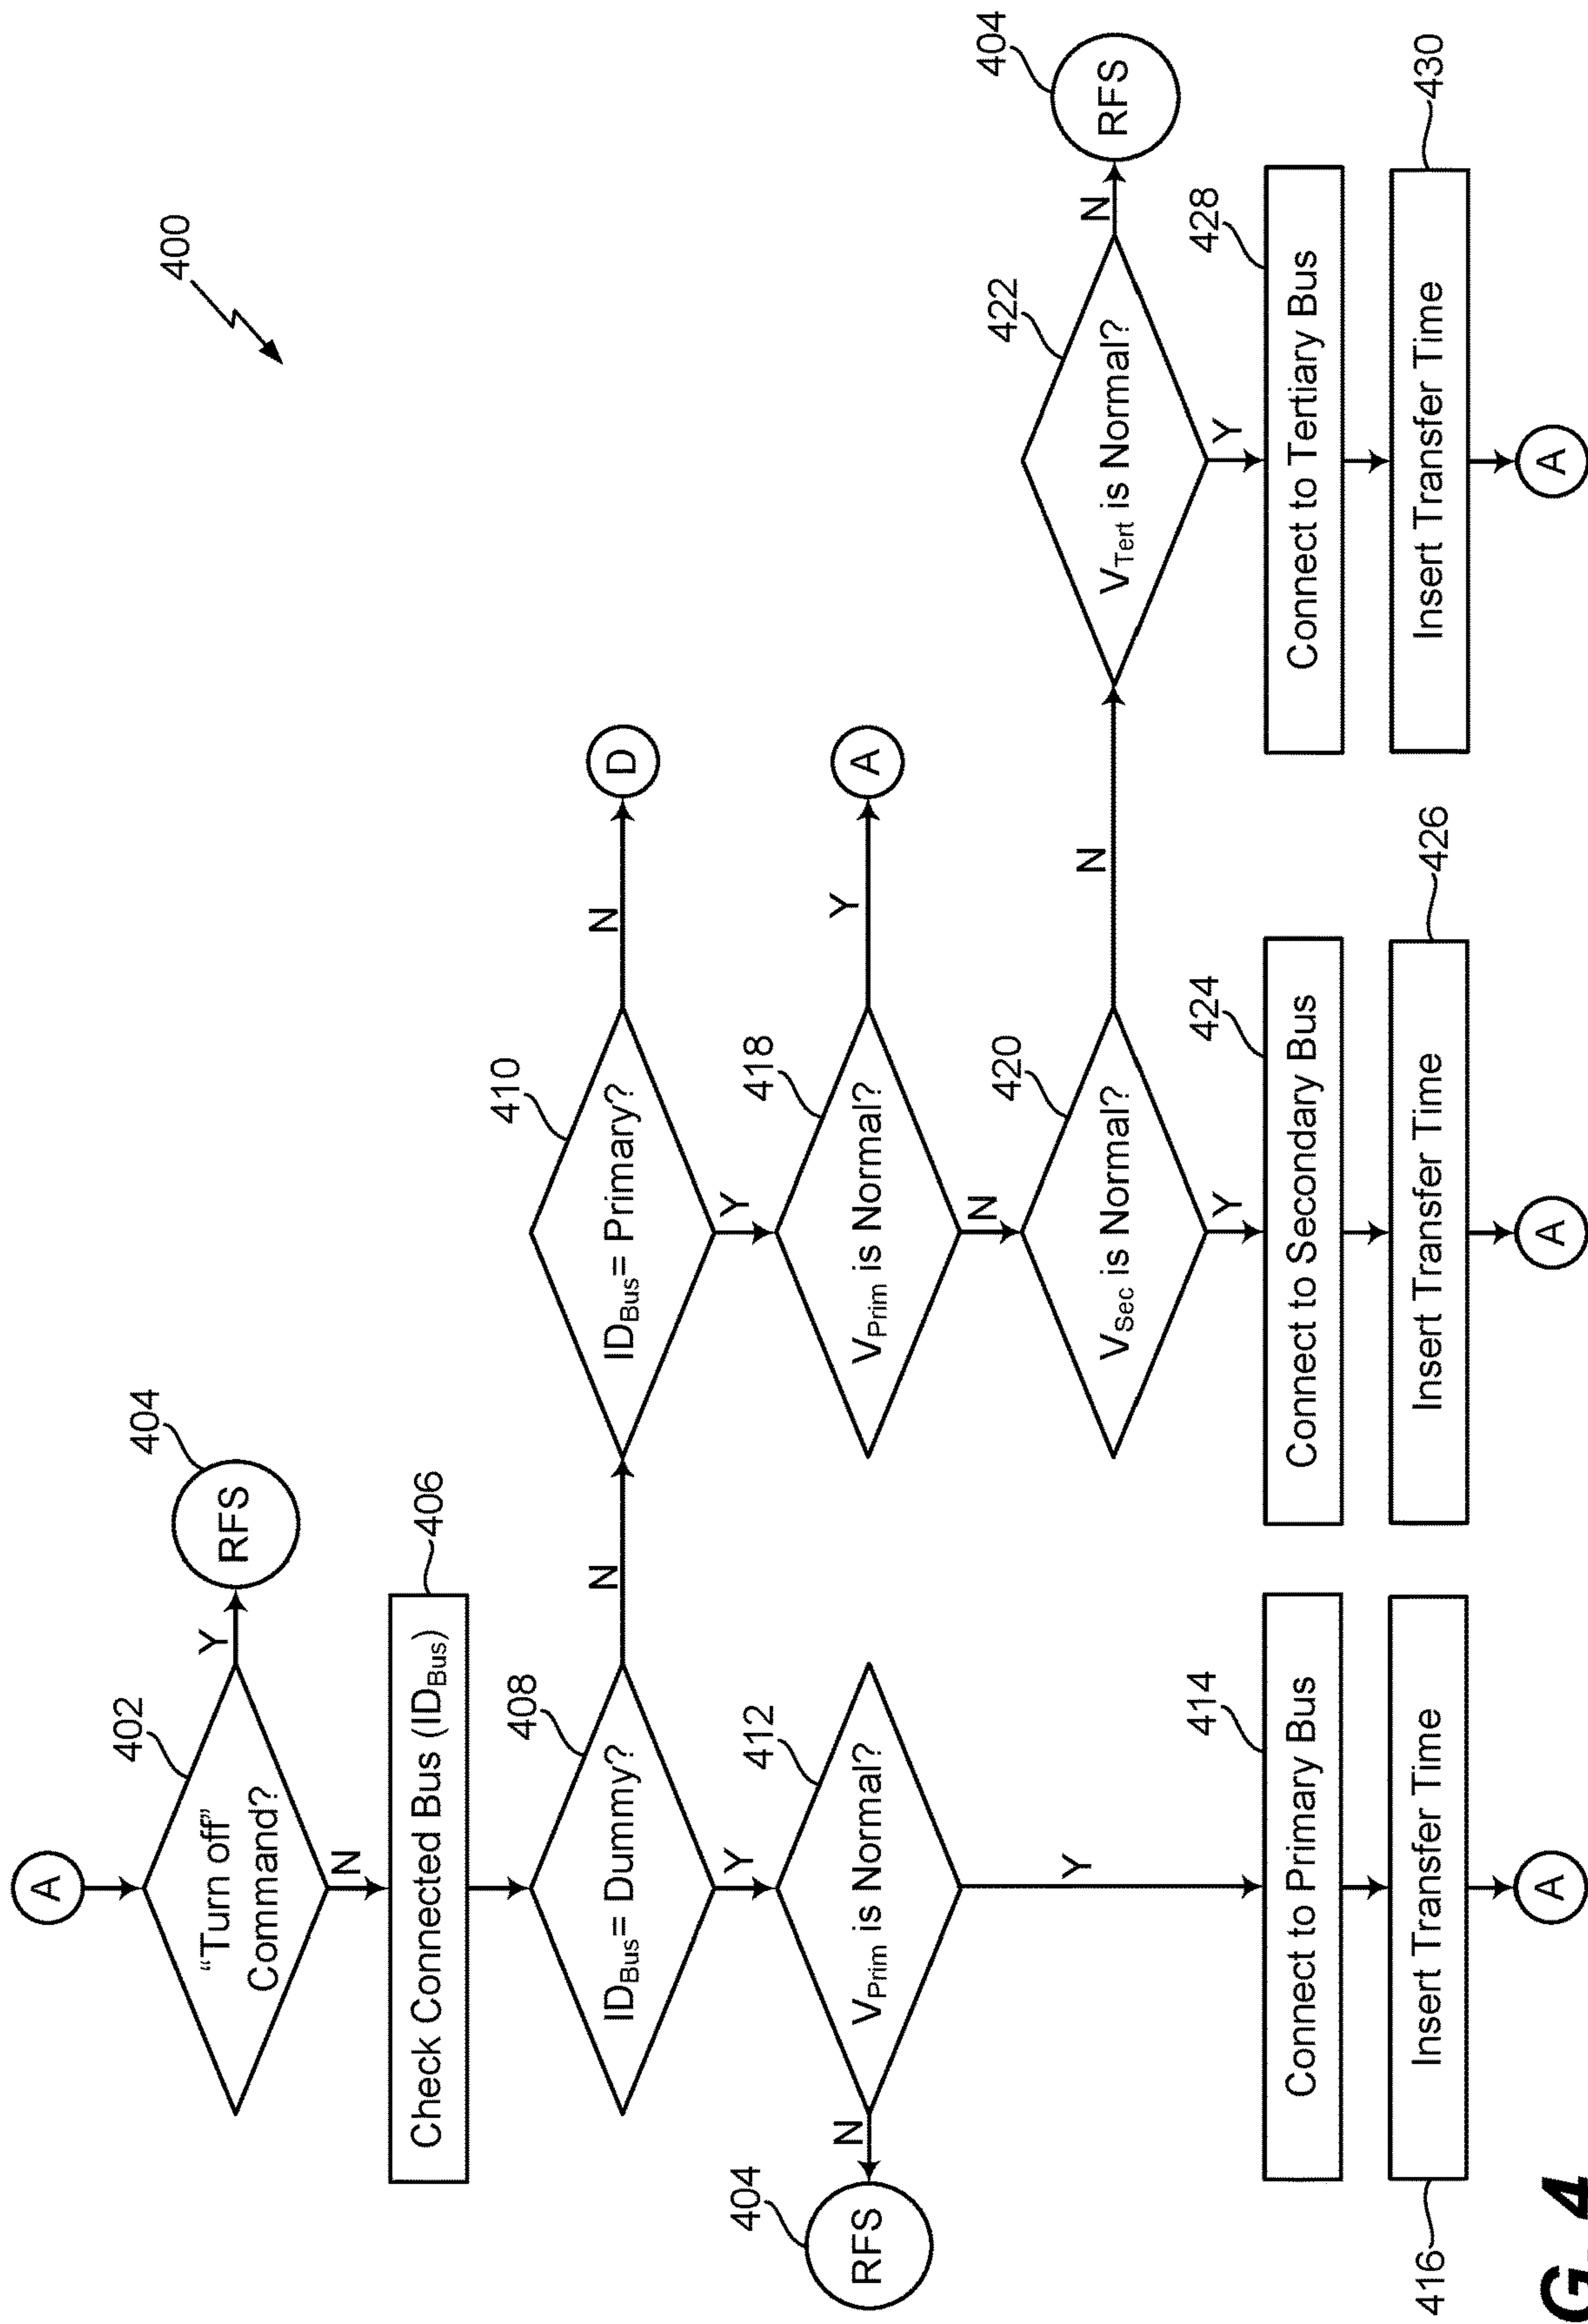 400
A
402
“Turn off”
Command?
Y
RFS
404
N
Check Connected Bus (ID_Bus)
406
408
ID_Bus= Dummy?
N
410
ID_Bus= Primary?
N
D
Y
Y
404
RFS
N
412
V_Prim is Normal?
418
V_Prim is Normal?
Y
A
N
420
V_Sec is Normal?
N
422
V_Tert is Normal?
N
RFS
404
Y
Y
Y
414
Connect to Primary Bus
424
Connect to Secondary Bus
428
Connect to Tertiary Bus
416
Insert Transfer Time
Insert Transfer Time
426
Insert Transfer Time
430
A
A
A
G. 4